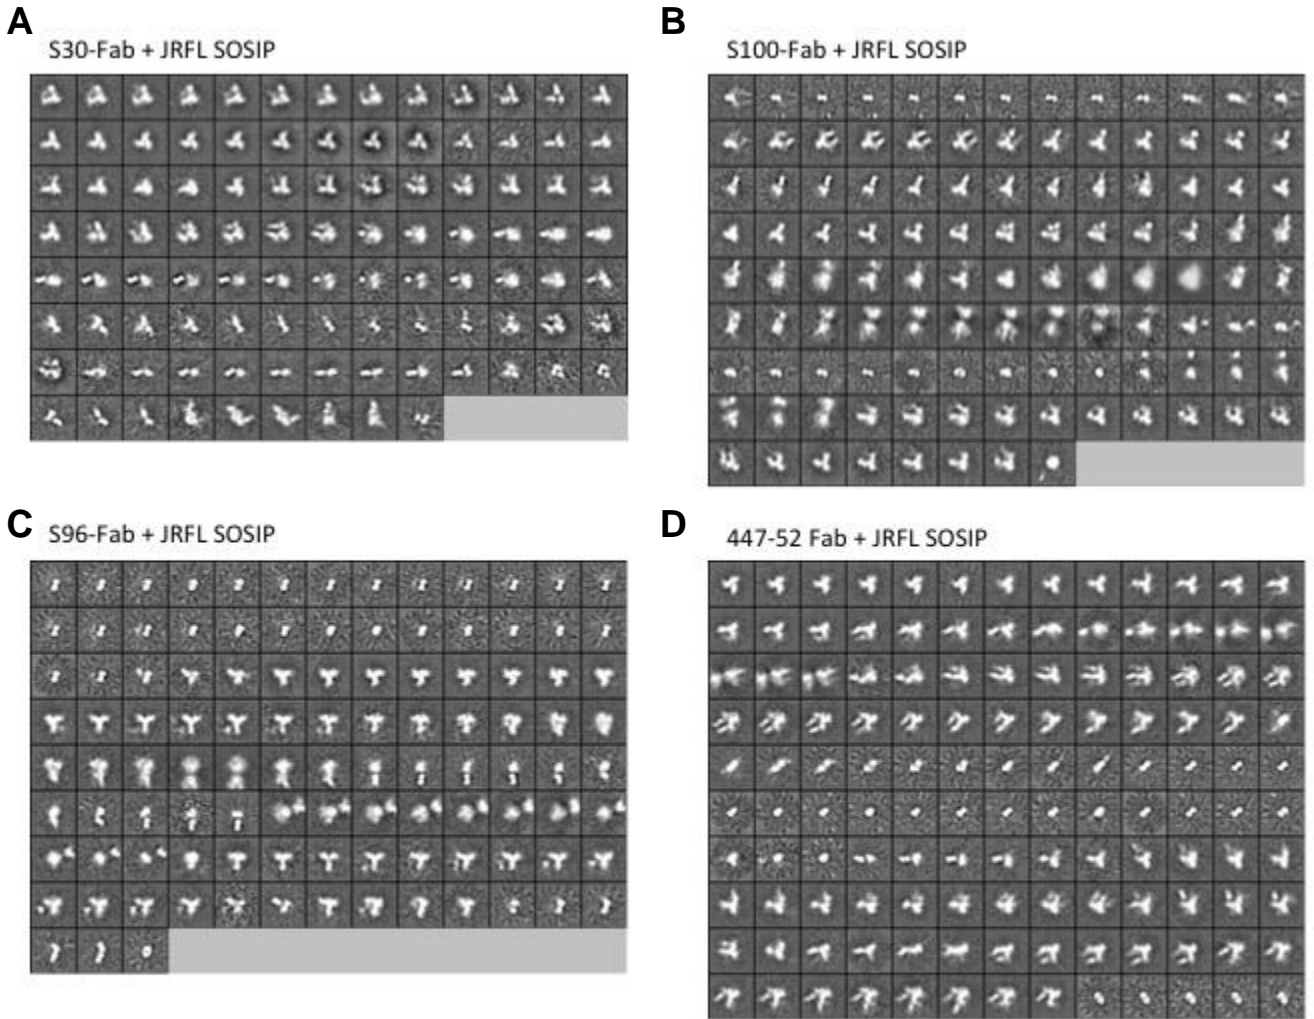 A
S30-Fab + JRFL SOSIP
B
S100-Fab + JRFL SOSIP
C
S96-Fab + JRFL SOSIP
D
447-52 Fab + JRFL SOSIP